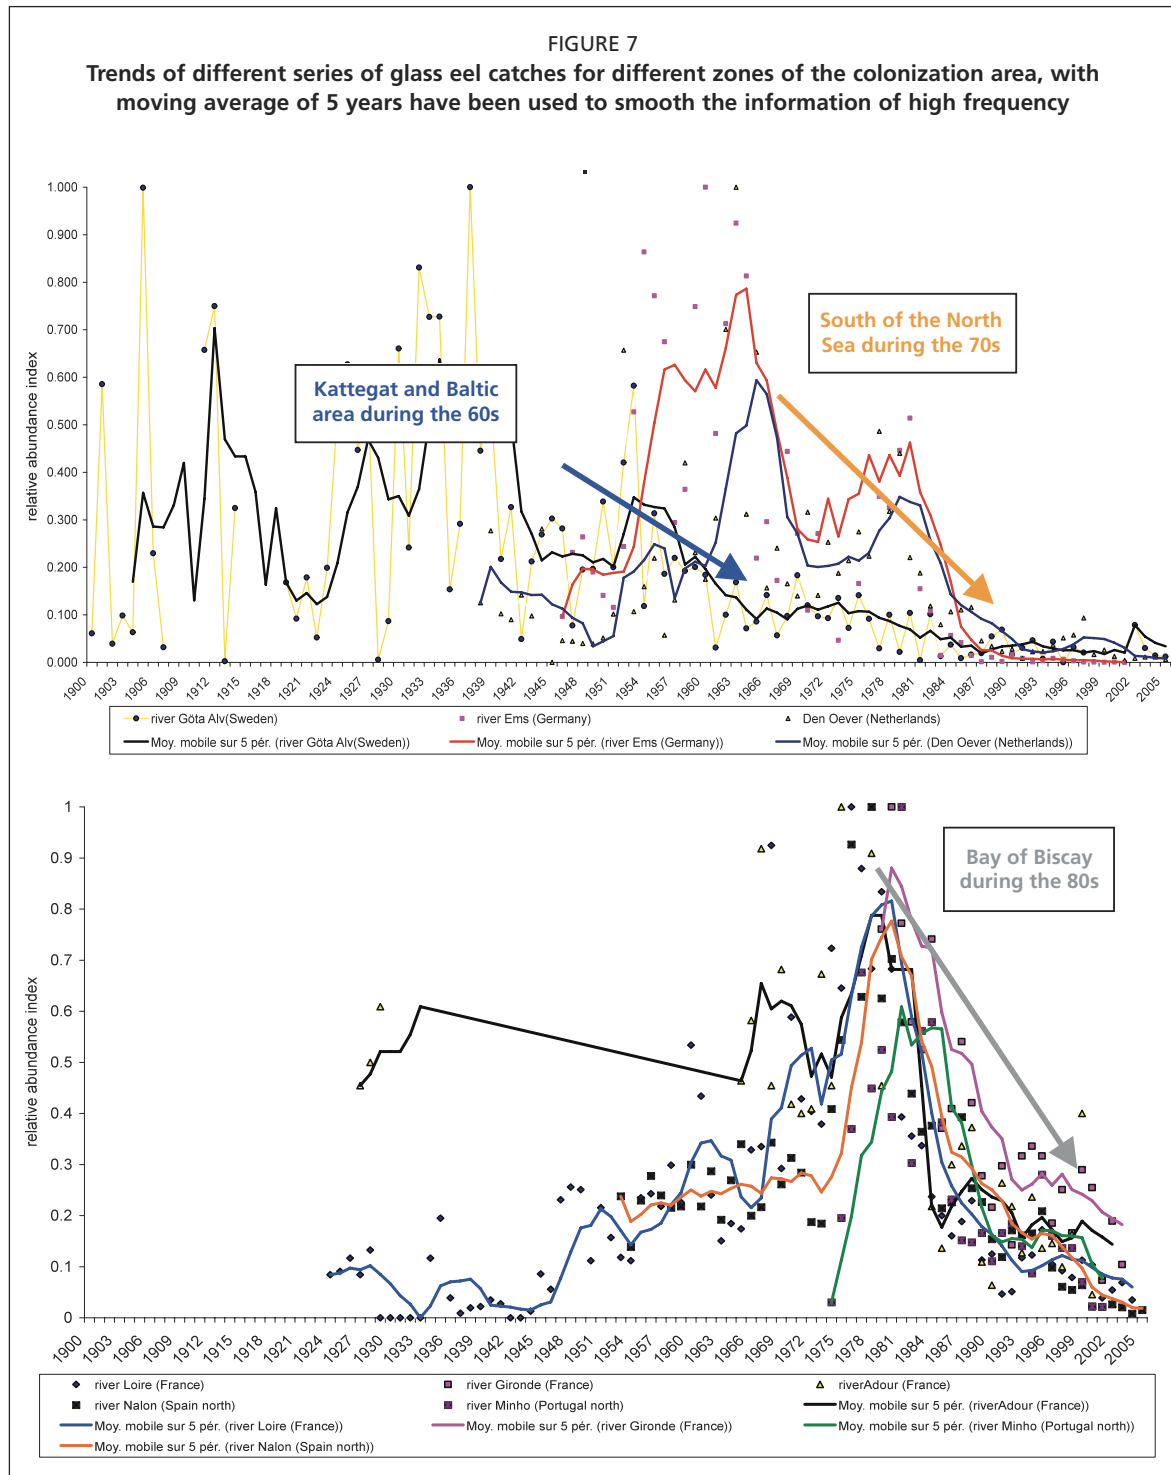 FIGURE 7
Trends of different series of glass eel catches for different zones of the colonization area, with
moving average of 5 years have been used to smooth the information of high frequency
relative abundance index
1.000
0.900
0.800
0.700
0.600
0.500
0.400
0.300
0.200
0.100
0.000
Kattegat and Baltic
area during the 60s
South of the North
Sea during the 70s
1900 1903 1906 1909 1912 1915 1918 1921 1924 1927 1930 1933 1936 1939 1942 1945 1948 1951 1954 1957 1960 1963 1966 1969 1972 1975 1978 1981 1984 1987 1990 1993 1996 1999 2002 2005
river Göta Alv(Sweden) river Ems (Germany) Den Oever (Netherlands)
Moy. mobile sur 5 pér. (river Göta Alv(Sweden)) Moy. mobile sur 5 pér. (river Ems (Germany)) Moy. mobile sur 5 pér. (Den Oever (Netherlands))
relative abundance index
1
0.9
0.8
0.7
0.6
0.5
0.4
0.3
0.2
0.1
0
Bay of Biscay
during the 80s
1900 1903 1906 1909 1912 1915 1918 1921 1924 1927 1930 1933 1936 1939 1942 1945 1948 1951 1954 1957 1960 1963 1966 1969 1972 1975 1978 1981 1984 1987 1990 1993 1996 1999 2002 2005
river Loire (France) river Gironde (France) riverAdour (France)
river Nalon (Spain north) river Minho (Portugal north) Moy. mobile sur 5 pér. (riverAdour (France))
Moy. mobile sur 5 pér. (river Loire (France)) Moy. mobile sur 5 pér. (river Gironde (France)) Moy. mobile sur 5 pér. (river Minho (Portugal north))
Moy. mobile sur 5 pér. (river Nalon (Spain north))